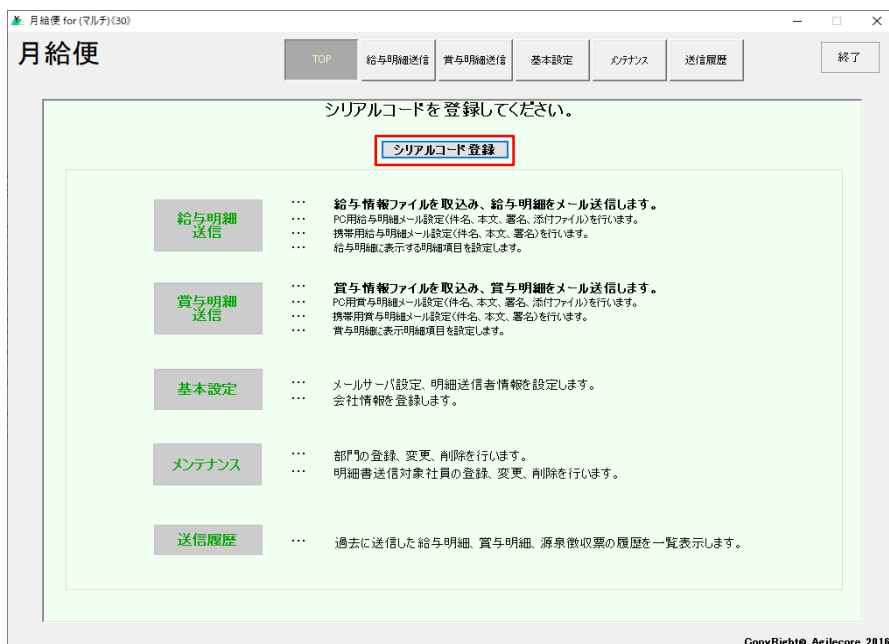 月給便 for (マルチ)《30》
月給便
TOP
給与明細送信
賞与明細送信
基本設定
メンテナンス
送信履歴
終了
シリアルコードを登録してください。
シリアルコード登録
給与明細
送信
… 給与情報ファイルを取込み、給与明細をメール送信します。
… PC用給与明細メール設定(件名、本文、署名、添付ファイル)を行います。
… 携帯用給与明細メール設定(件名、本文、署名)を行います。
… 給与明細に表示する明細項目を設定します。
賞与明細
送信
… 賞与情報ファイルを取込み、賞与明細をメール送信します。
… PC用賞与明細メール設定(件名、本文、署名、添付ファイル)を行います。
… 携帯用賞与明細メール設定(件名、本文、署名)を行います。
… 賞与明細に表示明細項目を設定します。
基本設定
… メールサーバ設定、明細送信者情報を設定します。
… 会社情報を登録します。
メンテナンス
… 部門の登録、変更、削除を行います。
… 明細書送信対象社員の登録、変更、削除を行います。
送信履歴
… 過去に送信した給与明細、賞与明細、源泉徴収票の履歴を一覧表示します。
CopyRight© Agilecore 2016